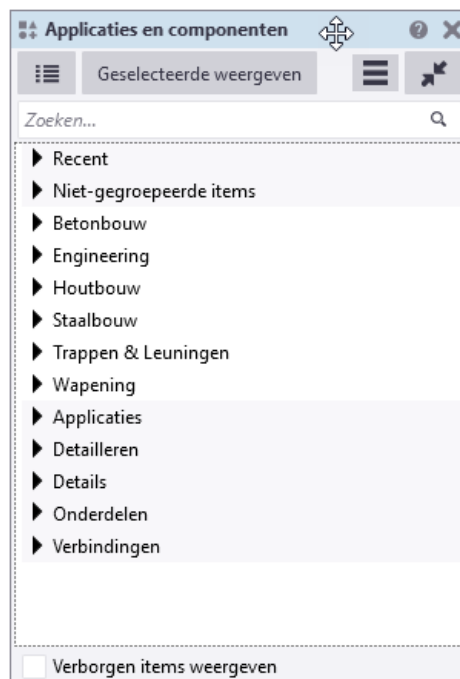 Applicaties en componenten
Geselecteerde weergeven
Zoeken...
Recent
Niet-gegroepeerde items
Betonbouw
Engineering
Houtbouw
Staalbouw
Trappen & Leuningen
Wapening
Applicaties
Detailleren
Details
Onderdelen
Verbindingen
Verborgen items weergeven